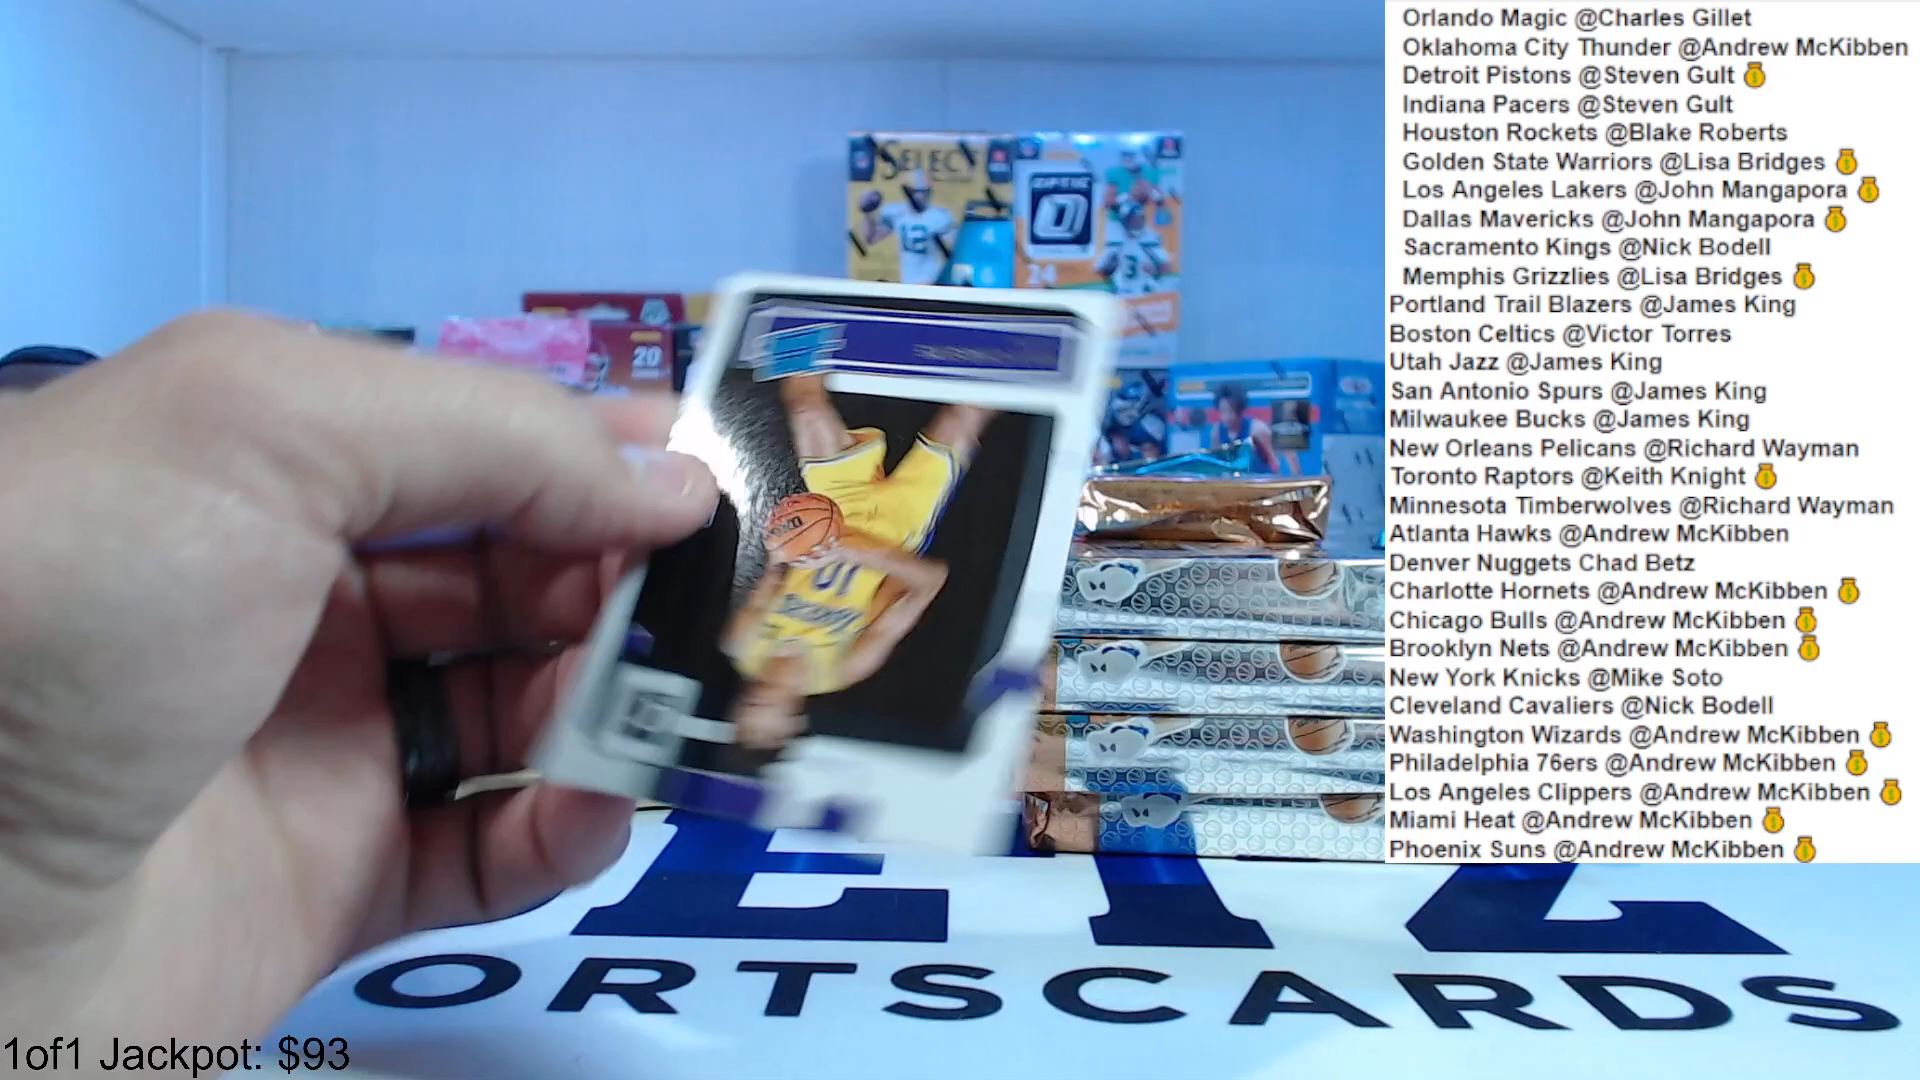 Orlando Magic @Charles Gillet
Oklahoma City Thunder @Andrew McKibben
Detroit Pistons @Steven Gult
Indiana Pacers @Steven Gult
Houston Rockets @Blake Roberts
Golden State Warriors @Lisa Bridges
Los Angeles Lakers @John Mangapora
Dallas Mavericks @John Mangapora
Sacramento Kings @Nick Bodell
Memphis Grizzlies @Lisa Bridges
Portland Trail Blazers @James King
Boston Celtics @Victor Torres
Utah Jazz @James King
San Antonio Spurs @James King
Milwaukee Bucks @James King
New Orleans Pelicans @Richard Wayman
Toronto Raptors @Keith Knight
Minnesota Timberwolves @Richard Wayman
Atlanta Hawks @Andrew McKibben
Denver Nuggets Chad Betz
Charlotte Hornets @Andrew McKibben
Chicago Bulls @Andrew McKibben
Brooklyn Nets @Andrew McKibben
New York Knicks @Mike Soto
Cleveland Cavaliers @Nick Bodell
Washington Wizards @Andrew McKibben
Philadelphia 76ers @Andrew McKibben
Los Angeles Clippers @Andrew McKibben
Miami Heat @Andrew McKibben
Phoenix Suns @Andrew McKibben
SELECT
OPTIC
12
4
24
3
20
10
ORTSCARDS
1of1 Jackpot: $93